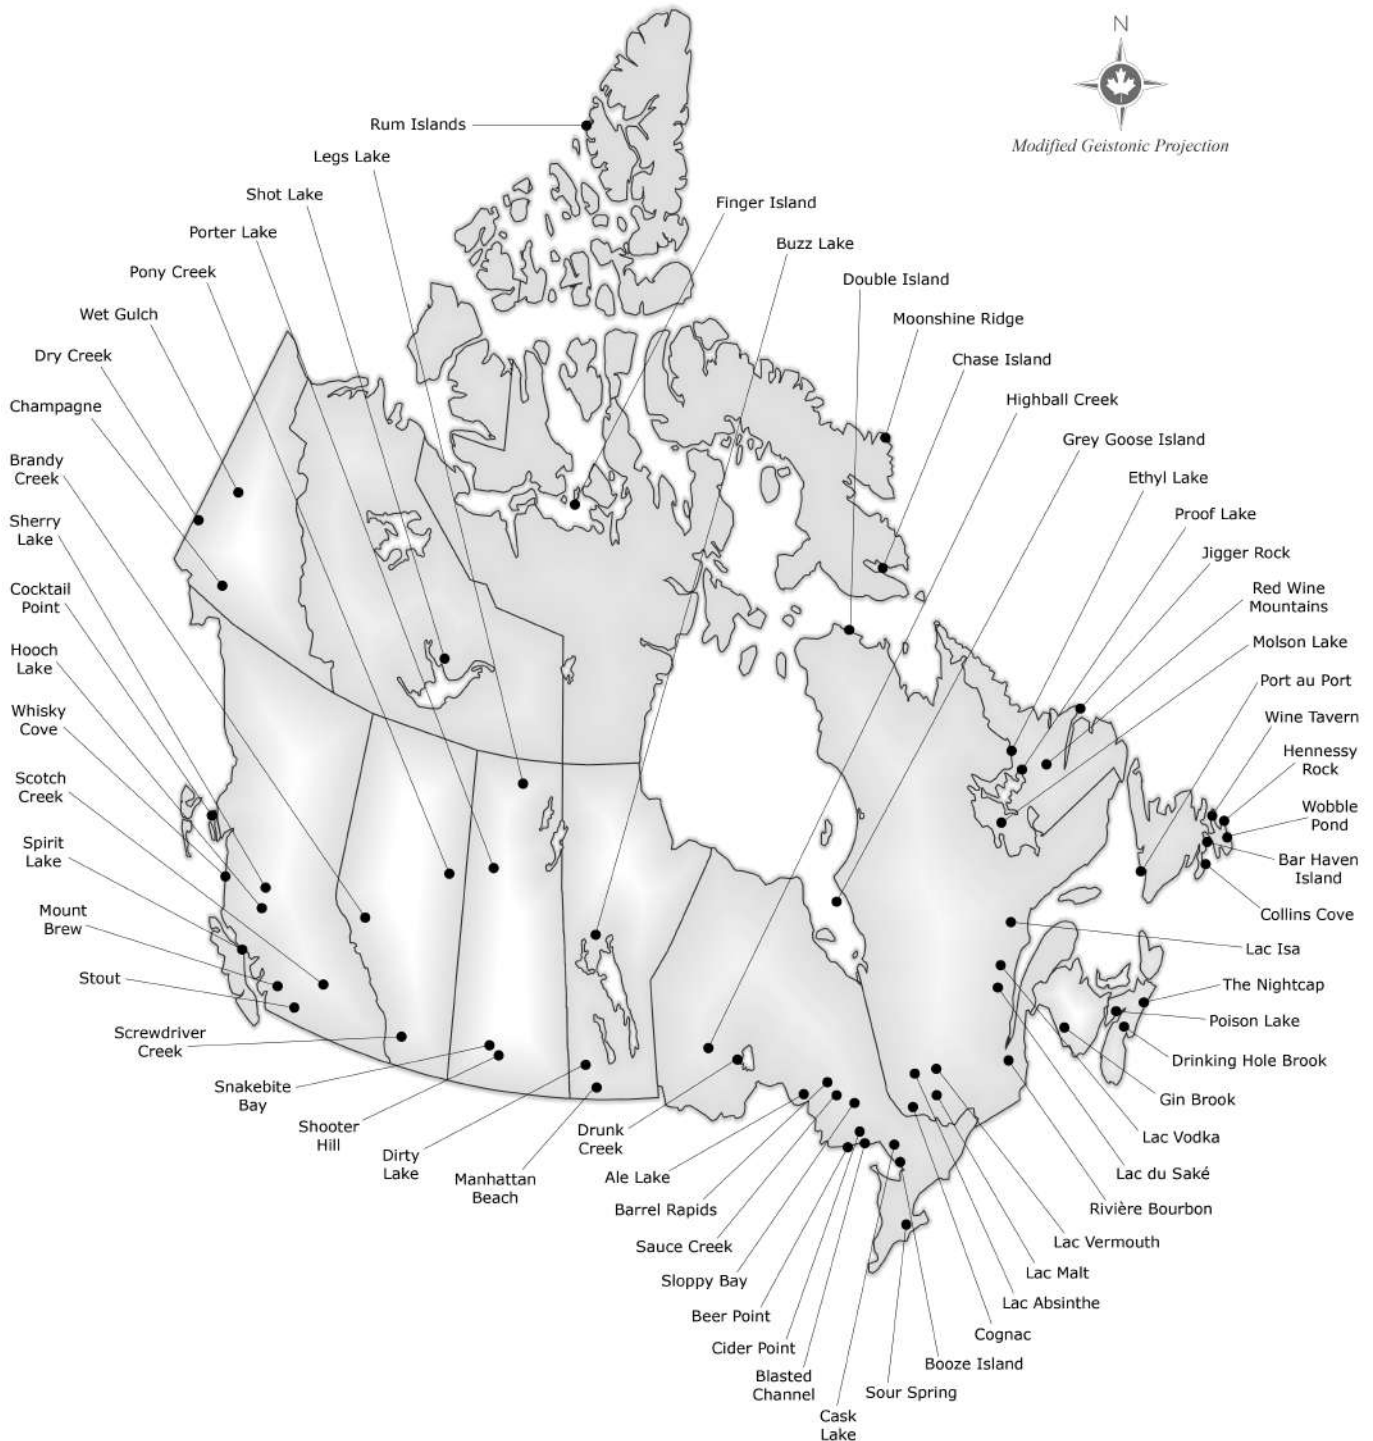 N
Modified Geistonic Projection
Rum Islands
Legs Lake
Shot Lake
Porter Lake
Pony Creek
Wet Gulch
Dry Creek
Champagne
Brandy
Creek
Sherry
Lake
Cocktail
Point
Hooch
Lake
Whisky
Cove
Scotch
Creek
Spirit
Lake
Mount
Brew
Stout
Screwdriver
Creek
Snakebite
Bay
Shooter
Hill
Dirty
Lake
Manhattan
Beach
Drunk
Creek
Ale Lake
Barrel Rapids
Sauce Creek
Sloppy Bay
Beer Point
Cider Point
Blasted
Channel
Cask
Lake
Sour Spring
Booze Island
Cognac
Lac Absinthe
Lac Malt
Lac Vermouth
Rivière Bourbon
Lac du Saké
Lac Vodka
Gin Brook
Drinking Hole Brook
Poison Lake
The Nightcap
Lac Isa
Collins Cove
Bar Haven
Island
Wobble
Pond
Hennessy
Rock
Wine Tavern
Port au Port
Molson Lake
Red Wine
Mountains
Jigger Rock
Proof Lake
Ethyl Lake
Grey Goose Island
Highball Creek
Chase Island
Moonshine Ridge
Double Island
Buzz Lake
Finger Island